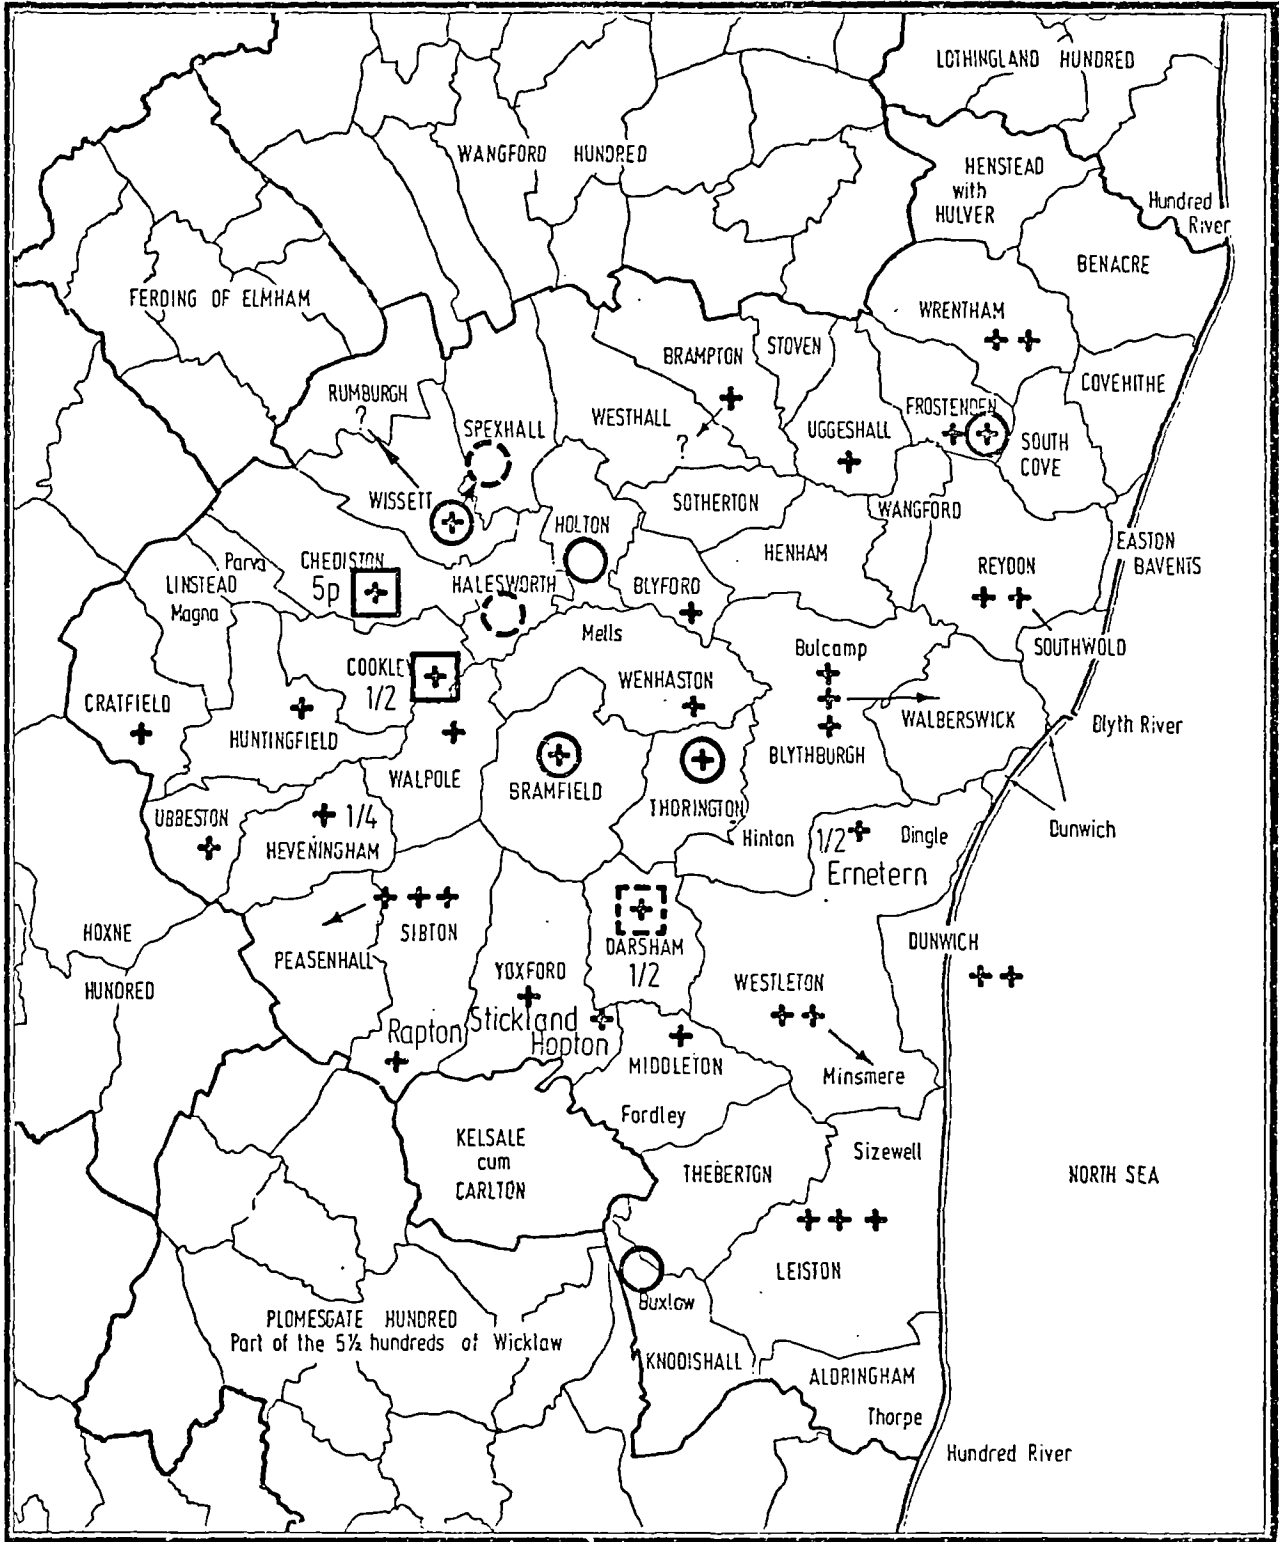 LOTHINGLAND HUNDRED
WANGFORD HUNDRED
HENSTEAD
with
HULVER
Hundred
River
BENACRE
FERDING OF ELMHAM
WRENTHAM
BRAMPTON
STOVEN
COVEHITHE
RUMBURGH
?
SPEXHALL
WESTHALL
?
UGGESHALL
FROSTENDEN
SOUTH
COVE
WISSETT
SOTHERTON
WANGFORD
HOLTON
HENHAM
EASTON
BAVENTS
Parva
LINSTEAD
Magna
CHEDISTON
5p
HALESWORTH
BLYFORD
REYDON
Mells
SOUTHWOLD
COOKLEY
1/2
WENHASTON
Bulcamp
CRATFIELD
HUNTINGFIELD
WALBERSWICK
Blyth River
BLYTHBURGH
WALPOLE
BRAMFIELD
THORINGTON
UBBESTON
1/4
HEVENINGHAM
Hinton
1/2
Dingle
Dunwich
Ernetern
HOXNE
HUNDRED
SIBTON
PEASENHALL
DARSHAM
1/2
DUNWICH
YOXFORD
WESTLETON
Rapton
Stickland
Hopton
MIDDLETON
Minsmere
Fordley
KELSALE
cum
CARLTON
THEBERTON
Sizewell
NORTH SEA
LEISTON
Buxlow
PLOMESGATE HUNDRED
Part of the 5½ hundreds of Wicklaw
KNODISHALL
ALDRINGHAM
Thorpe
Hundred River